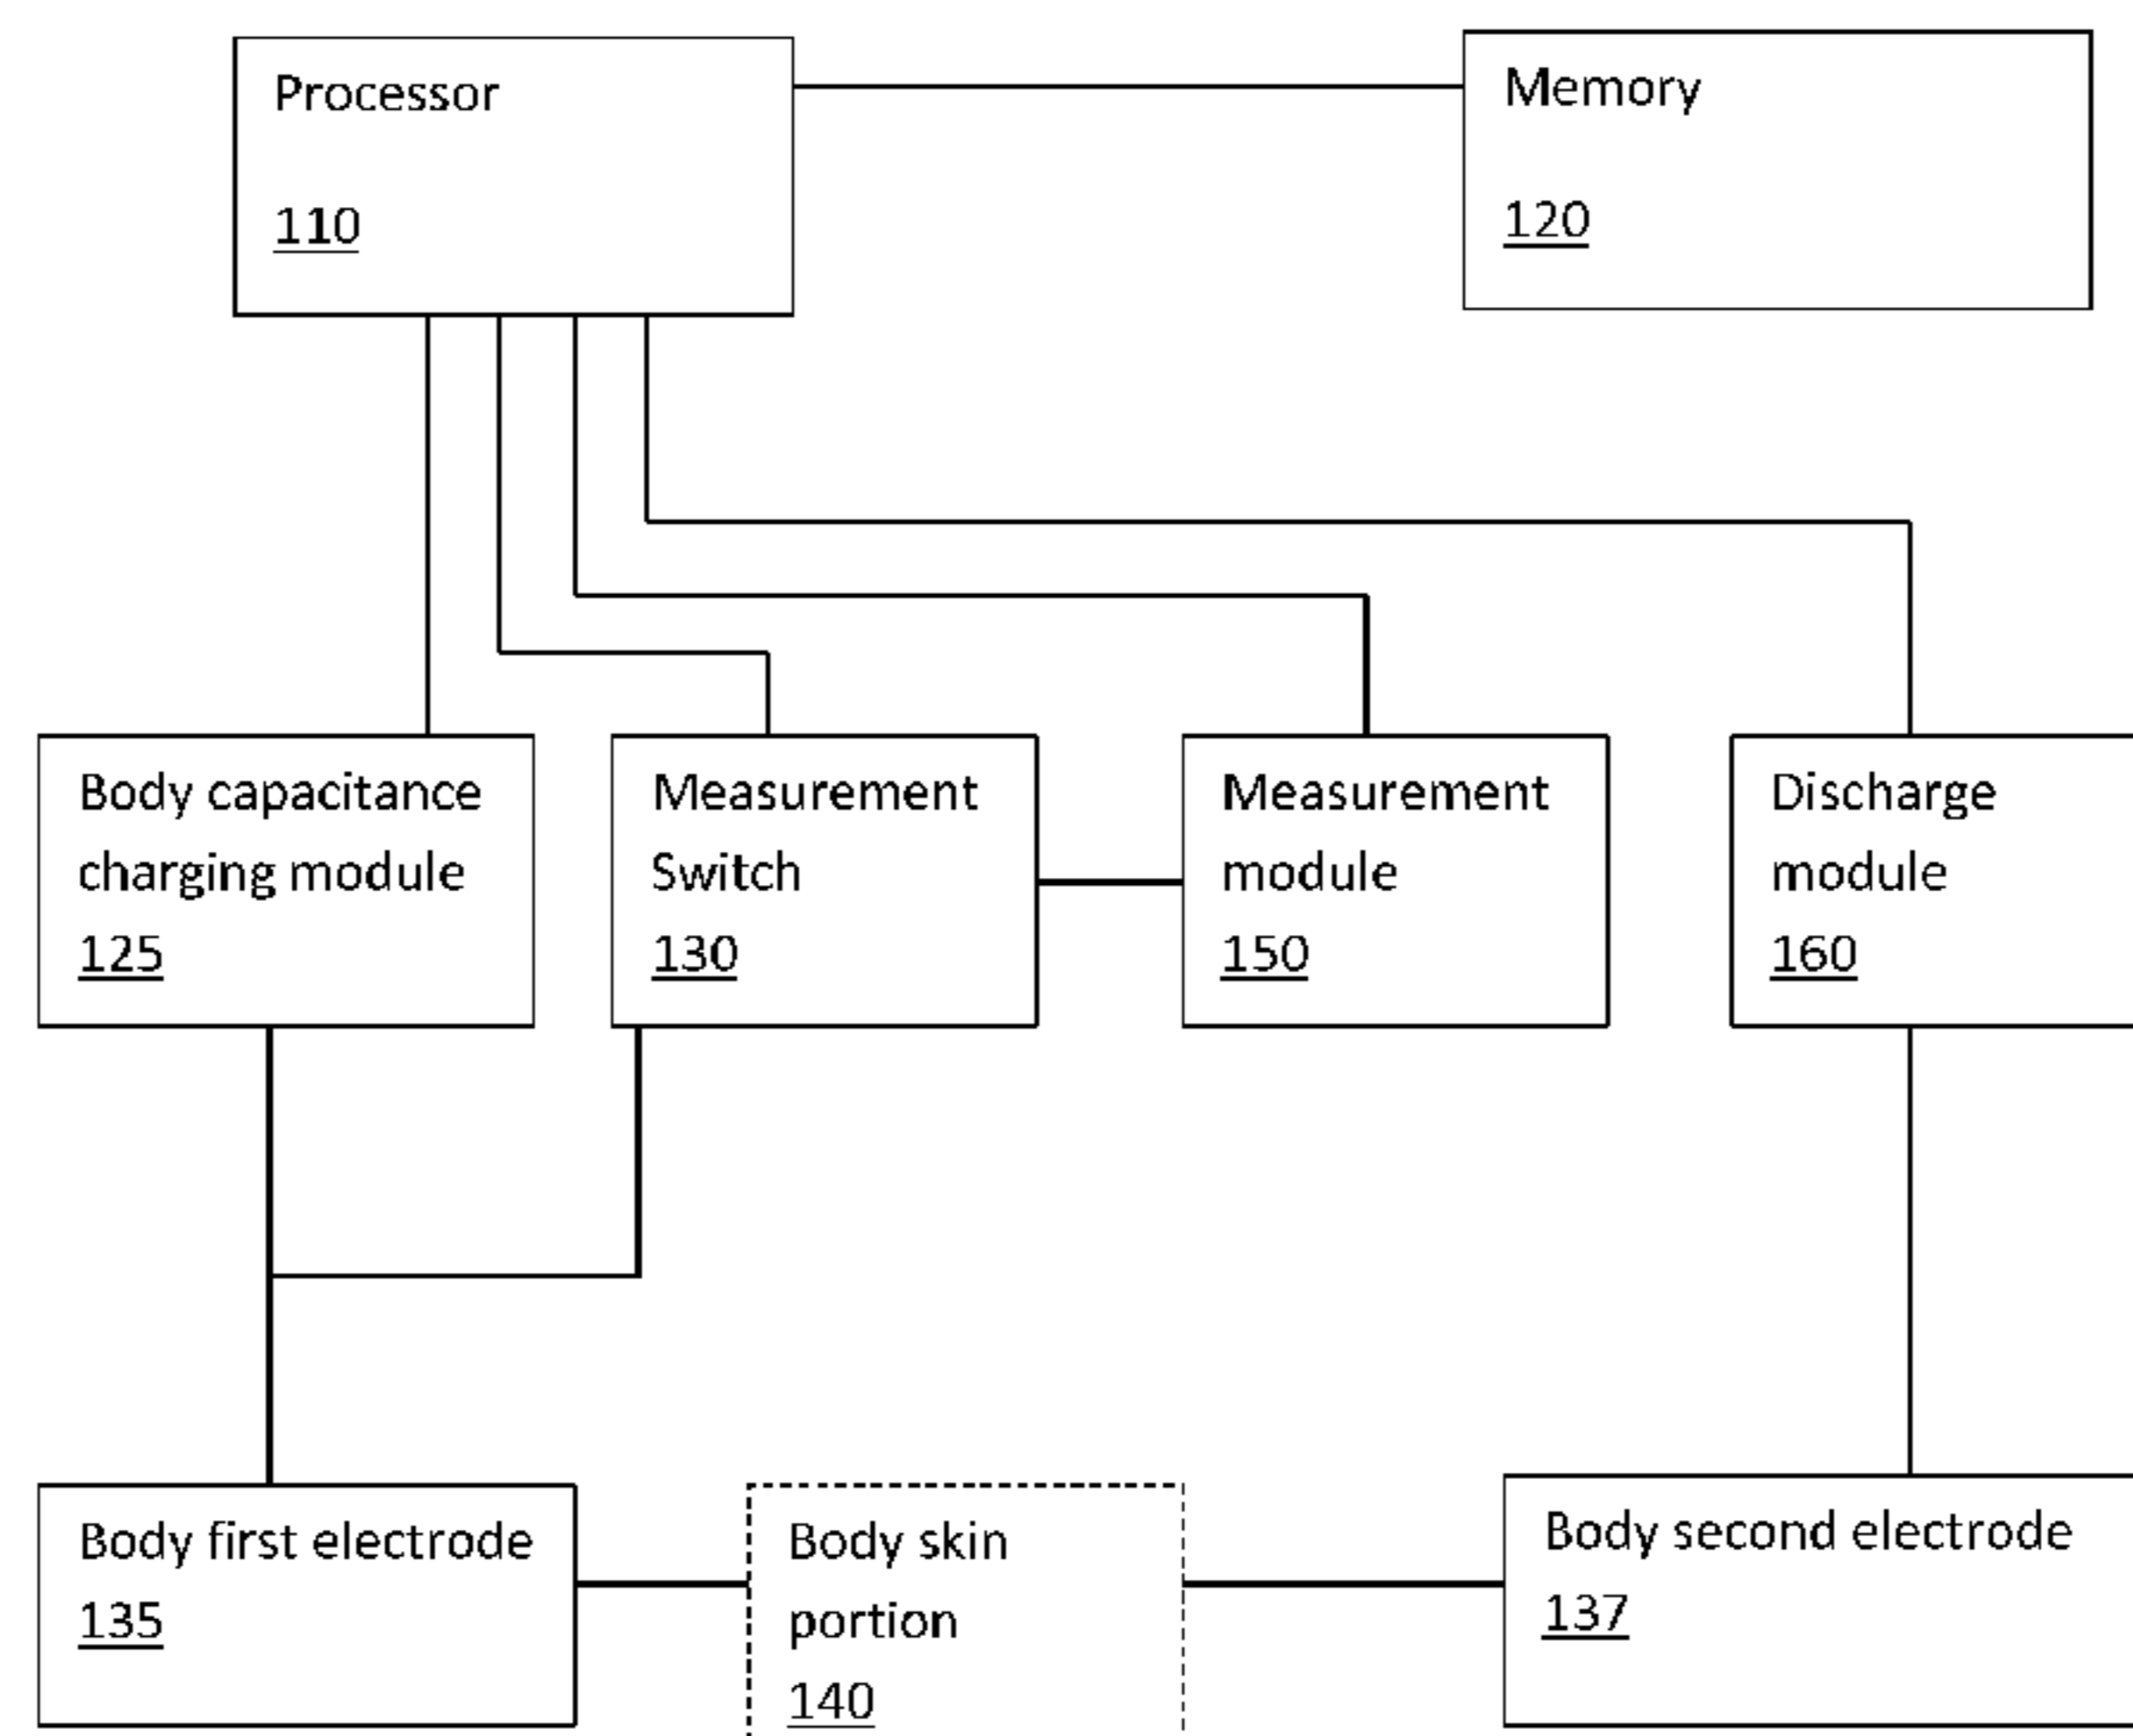 Processor
110
Memory
120
Body capacitance
charging module
125
Measurement
Switch
130
Measurement
module
150
Discharge
module
160
Body first electrode
135
Body skin
portion
140
Body second electrode
137